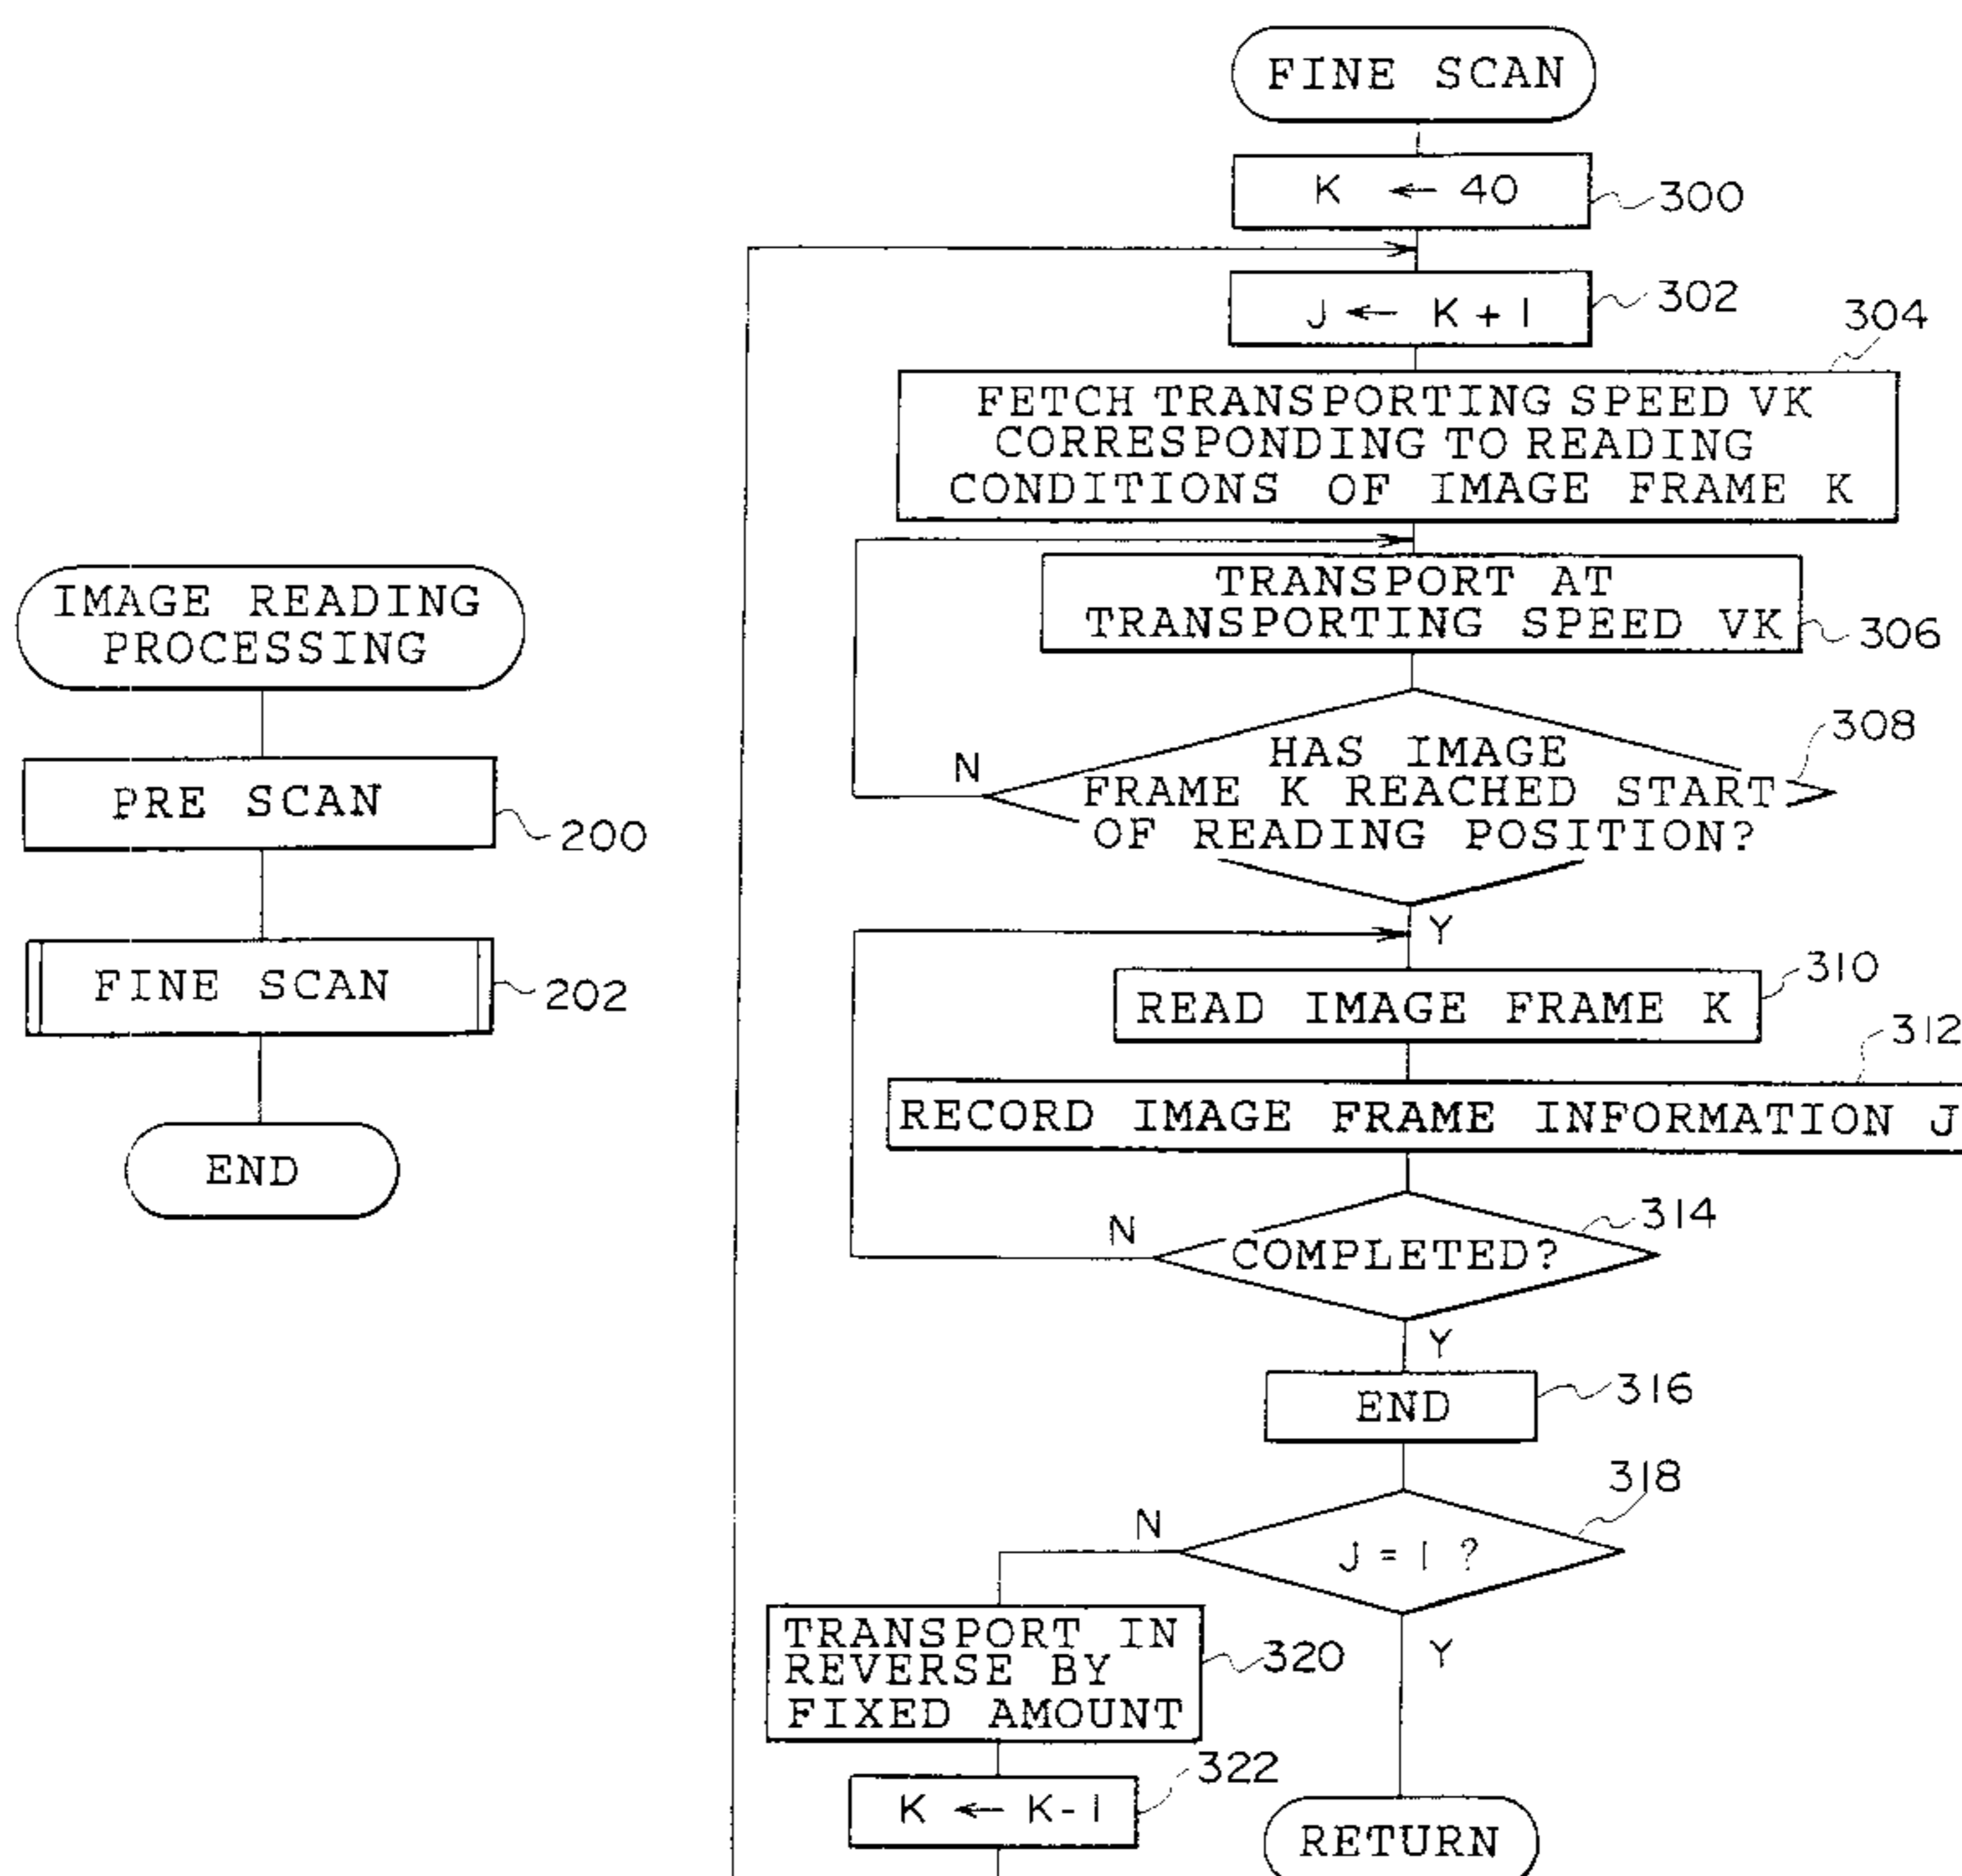 IMAGE READING
PROCESSING
PRE SCAN
200
FINE SCAN
202
END
FINE SCAN
K ← 40
300
J ← K + 1
302
304
FETCH TRANSPORTING SPEED VK
CORRESPONDING TO READING
CONDITIONS OF IMAGE FRAME K
TRANSPORT AT
TRANSPORTING SPEED VK
306
308
HAS IMAGE
N
FRAME K REACHED START
OF READING POSITION?
Y
310
READ IMAGE FRAME K
312
RECORD IMAGE FRAME INFORMATION J
314
N
COMPLETED?
Y
END
316
318
N
J = 1 ?
Y
TRANSPORT IN
REVERSE BY
FIXED AMOUNT
320
322
K ← K - 1
RETURN